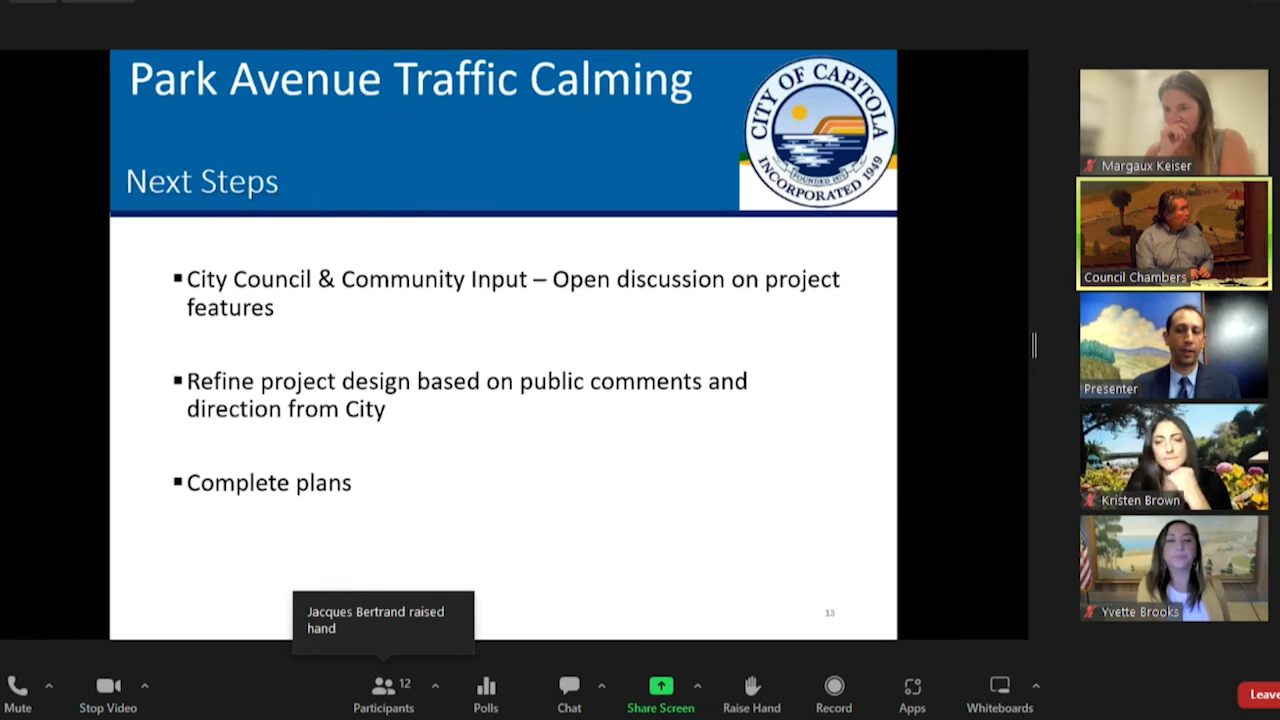 Park Avenue Traffic Calming
Next Steps
CITY OF CAPITOLA
INCORPORATED 1949
▪City Council & Community Input – Open discussion on project
features
▪Refine project design based on public comments and
direction from City
▪Complete plans
13
Jacques Bertrand raised
hand
Margaux Keiser
Council Chambers
Presenter
Kristen Brown
Yvette Brooks
12
Mute
Stop Video
Participants
Polls
Chat
Share Screen
Raise Hand
Record
Apps
Whiteboards
Leave